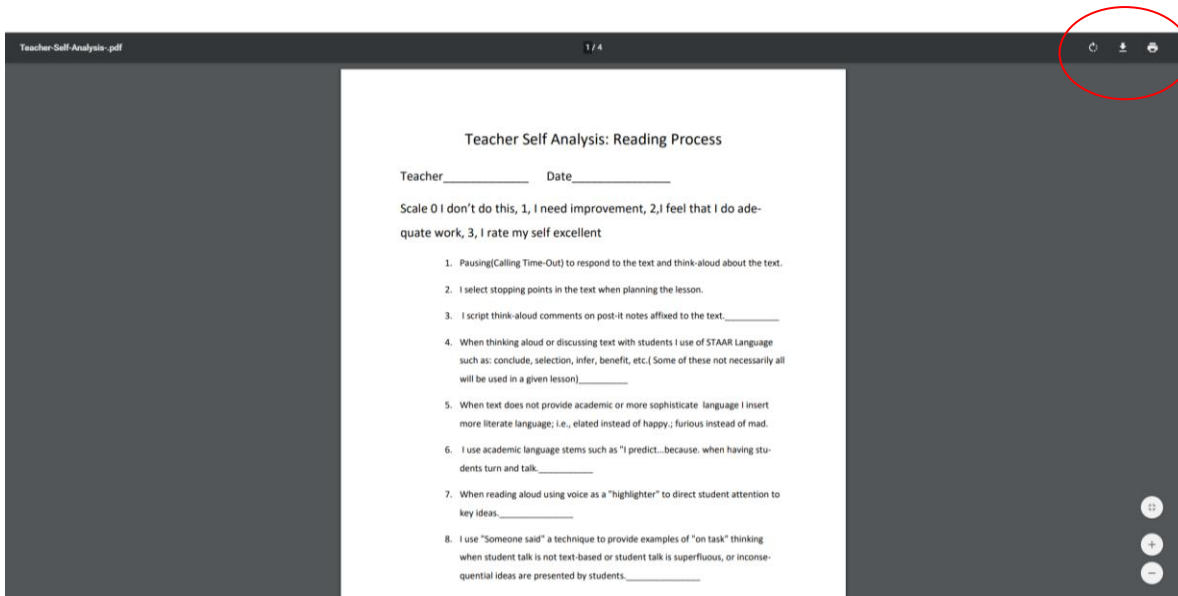 Teacher-Self-Analysis-.pdf
1 / 4
Teacher Self Analysis: Reading Process
Teacher______________ Date________________
Scale 0 I don't do this, 1, I need improvement, 2,I feel that I do ade-
quate work, 3, I rate my self excellent
1. Pausing(Calling Time-Out) to respond to the text and think-aloud about the text.
2. I select stopping points in the text when planning the lesson.
3. I script think-aloud comments on post-it notes affixed to the text.___________
4. When thinking aloud or discussing text with students I use of STAAR Language
such as: conclude, selection, infer, benefit, etc.( Some of these not necessarily all
will be used in a given lesson)__________
5. When text does not provide academic or more sophisticate language I insert
more literate language; i.e., elated instead of happy.; furious instead of mad.
6. I use academic language stems such as "I predict...because. when having stu-
dents turn and talk.___________
7. When reading aloud using voice as a "highlighter" to direct student attention to
key ideas._______________
8. I use "Someone said" a technique to provide examples of "on task" thinking
when student talk is not text-based or student talk is superfluous, or inconse-
quential ideas are presented by students._______________